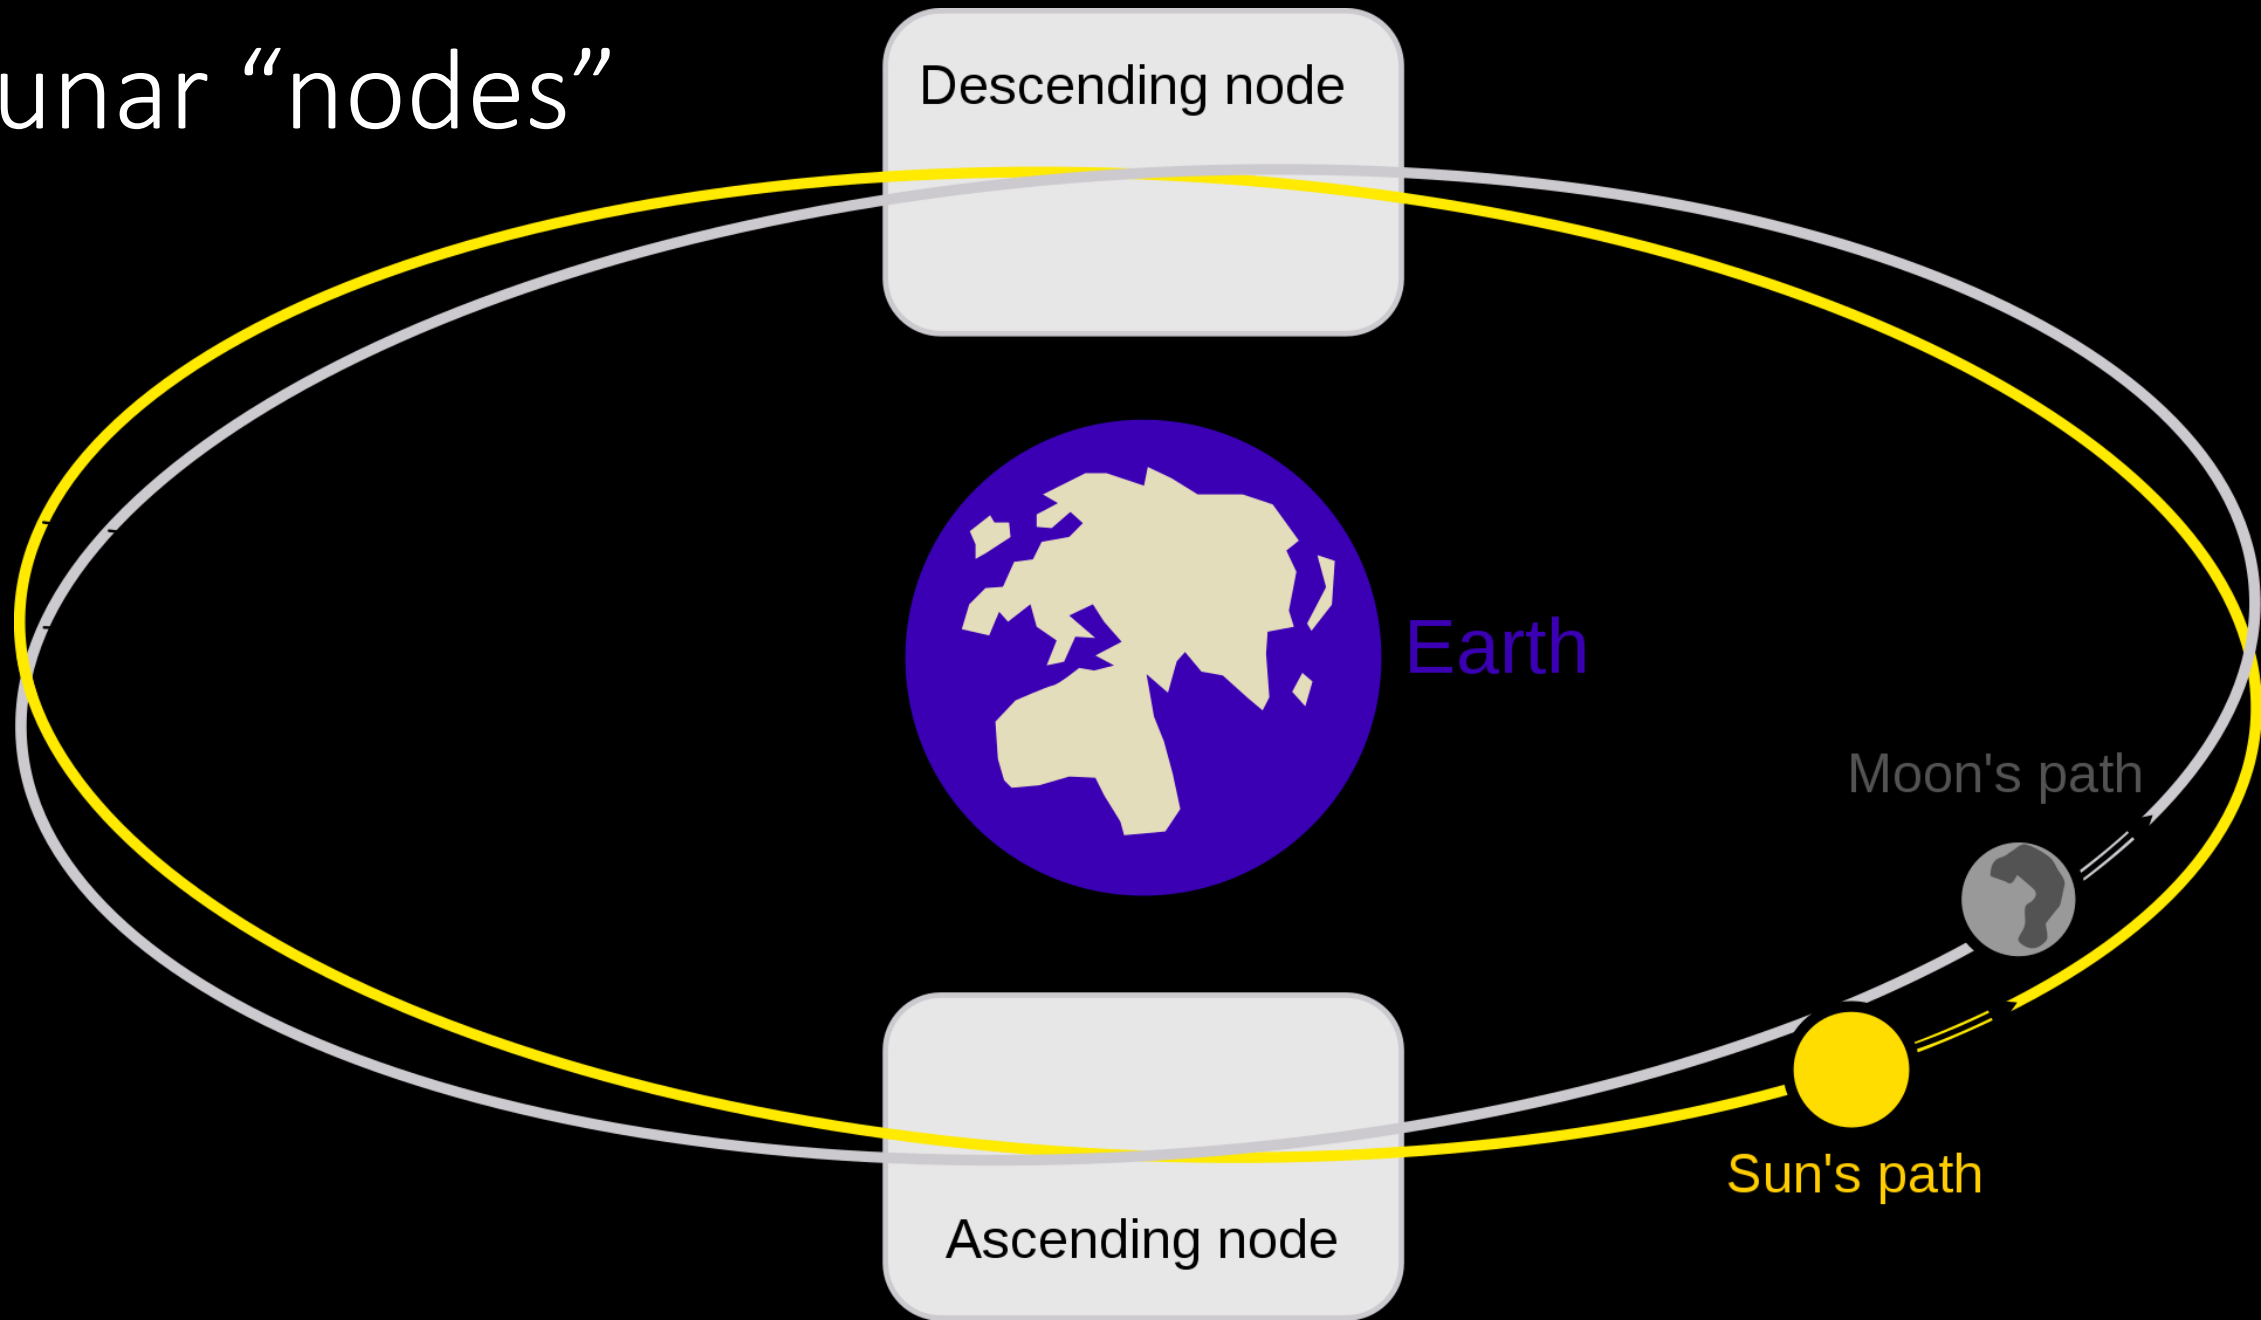 unar “nodes”
Descending node
Earth
Moon's path
Sun's path
Ascending node